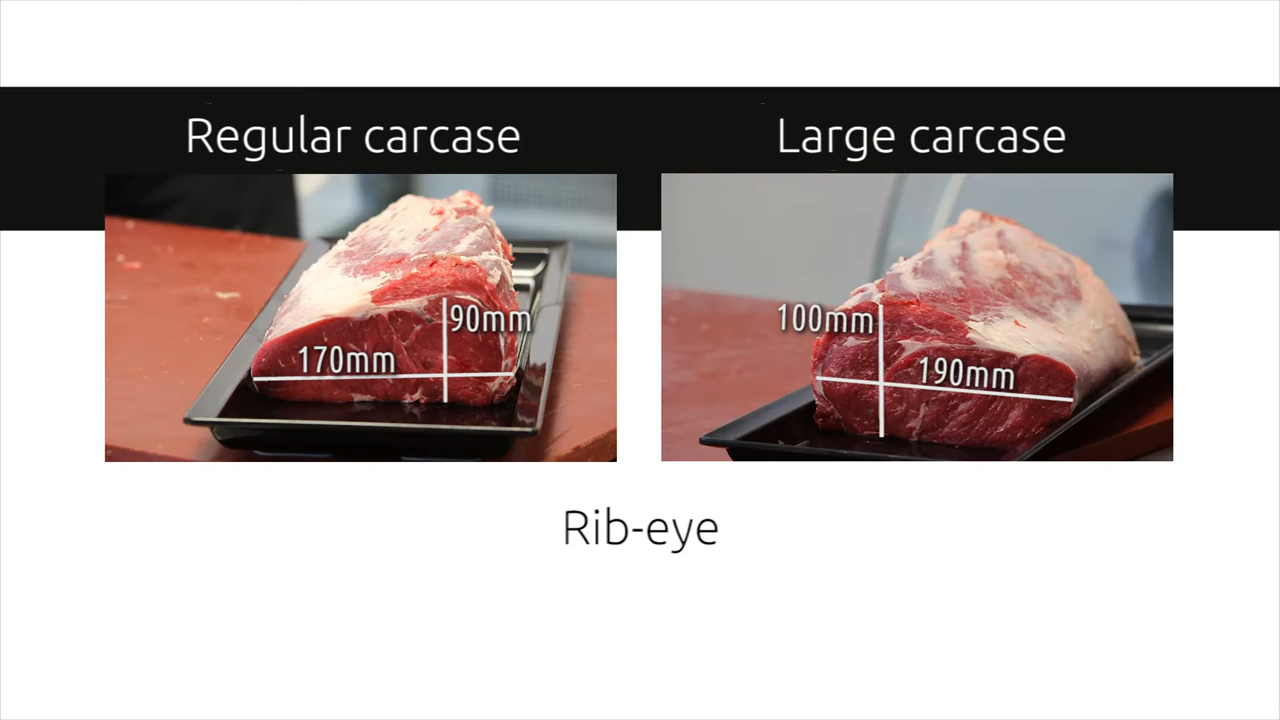 Regular carcase
Large carcase
90mm
170mm
100mm
190mm
Rib-eye